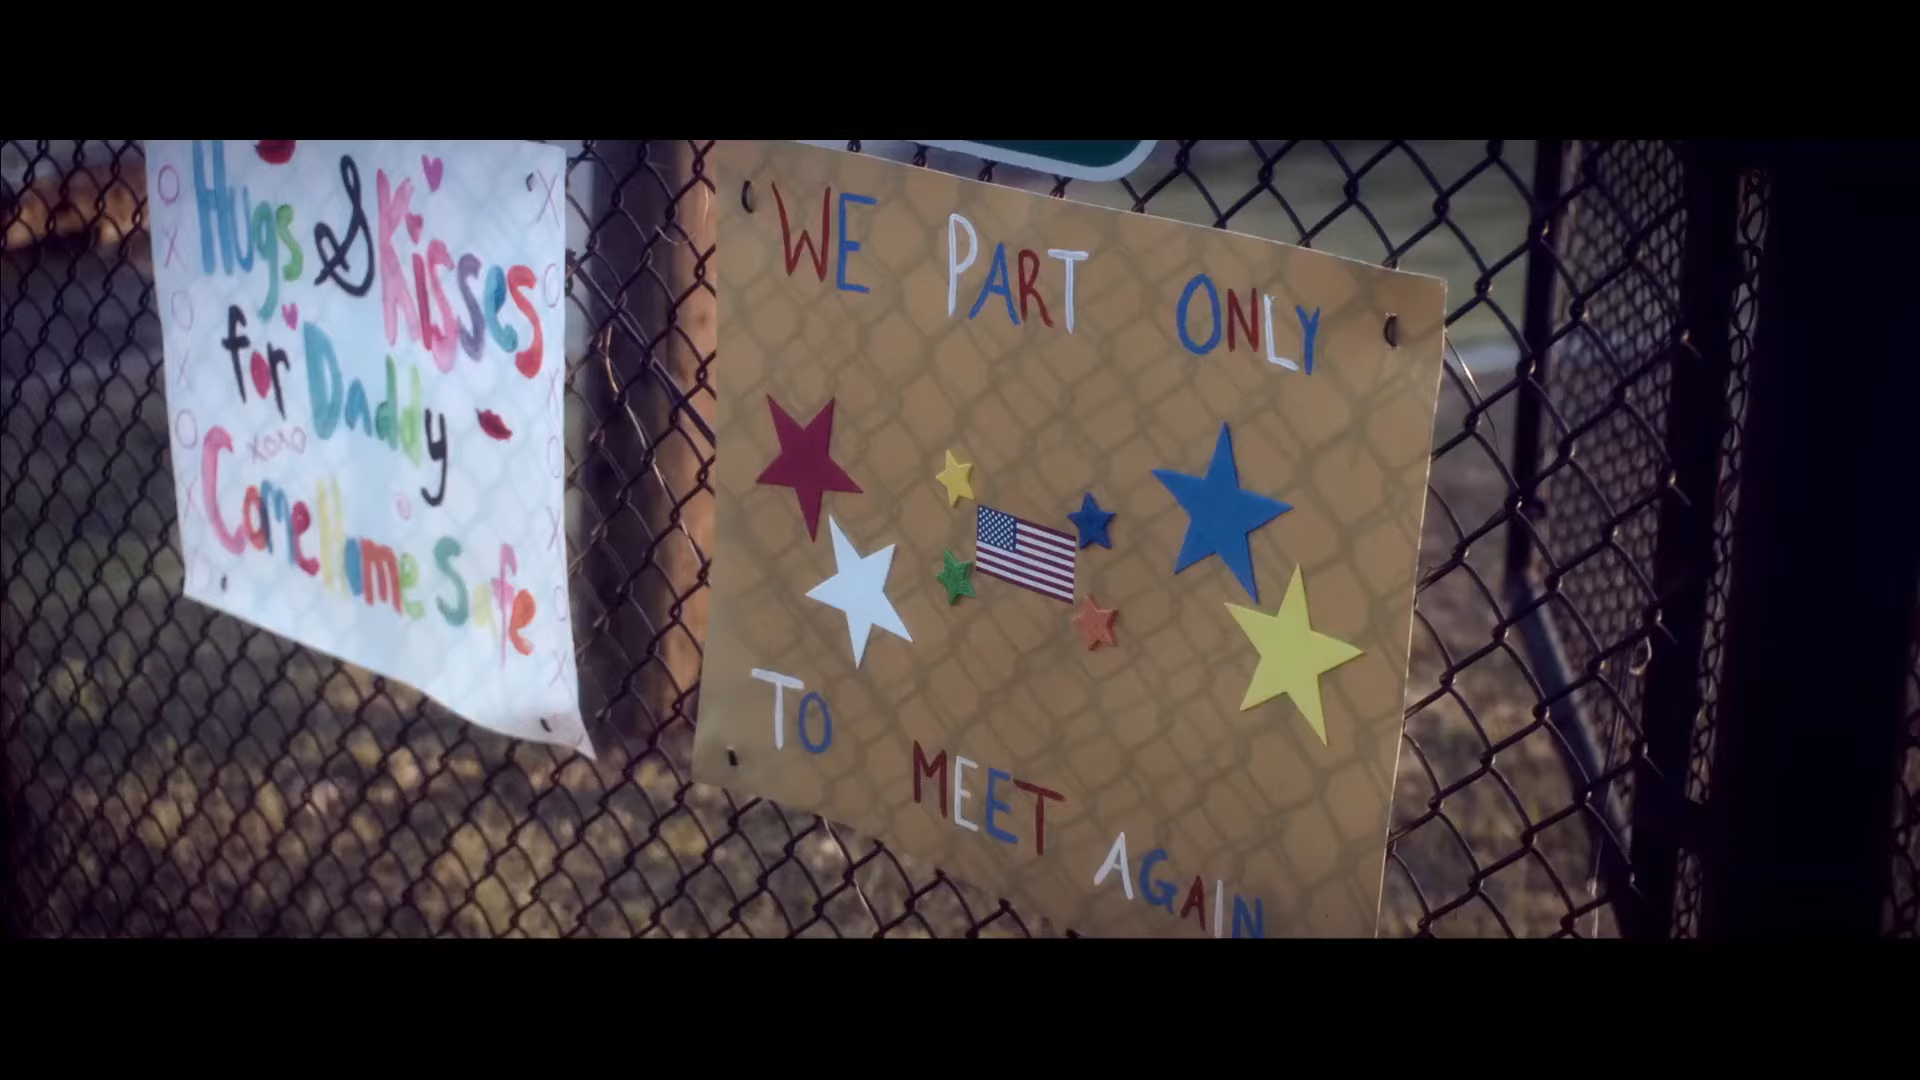 Hugs & Kisses
for Daddy -
xoxo
Come Home Safe
WE PART ONLY
TO MEET AGAIN